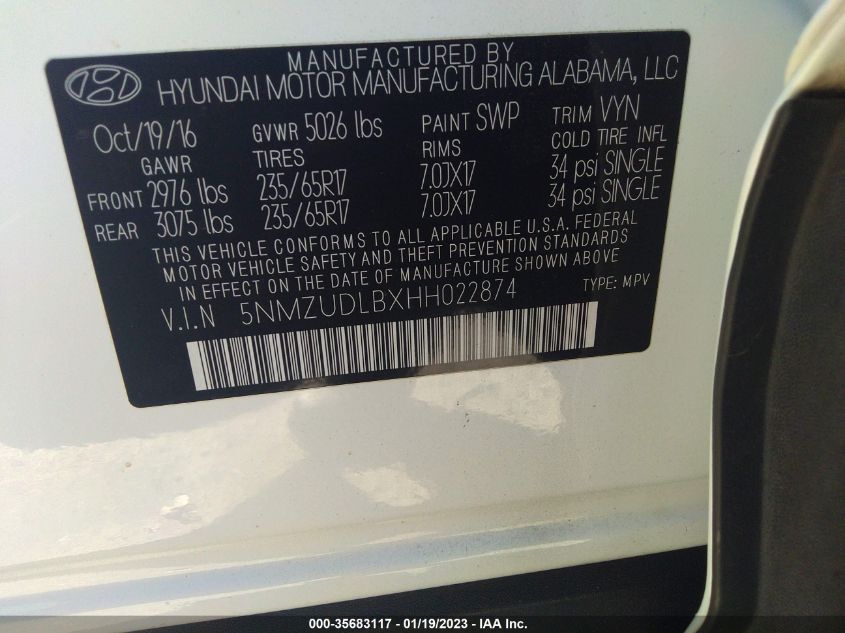 MANUFACTURED BY
HYUNDAI MOTOR MANUFACTURING ALABAMA, LLC
Oct/19/16 GVWR 5026 lbs PAINT SWP TRIM VYN
GAWR TIRES RIMS COLD TIRE INFL
FRONT 2976 lbs 235/65R17 7.0JX17 34 psi SINGLE
REAR 3075 lbs 235/65R17 7.0JX17 34 psi SINGLE
THIS VEHICLE CONFORMS TO ALL APPLICABLE U.S.A. FEDERAL
MOTOR VEHICLE SAFETY AND THEFT PREVENTION STANDARDS
IN EFFECT ON THE DATE OF MANUFACTURE SHOWN ABOVE
V.I.N 5NMZUDLBXHH022874 TYPE: MPV
000-35683117 - 01/19/2023 - IAA Inc.